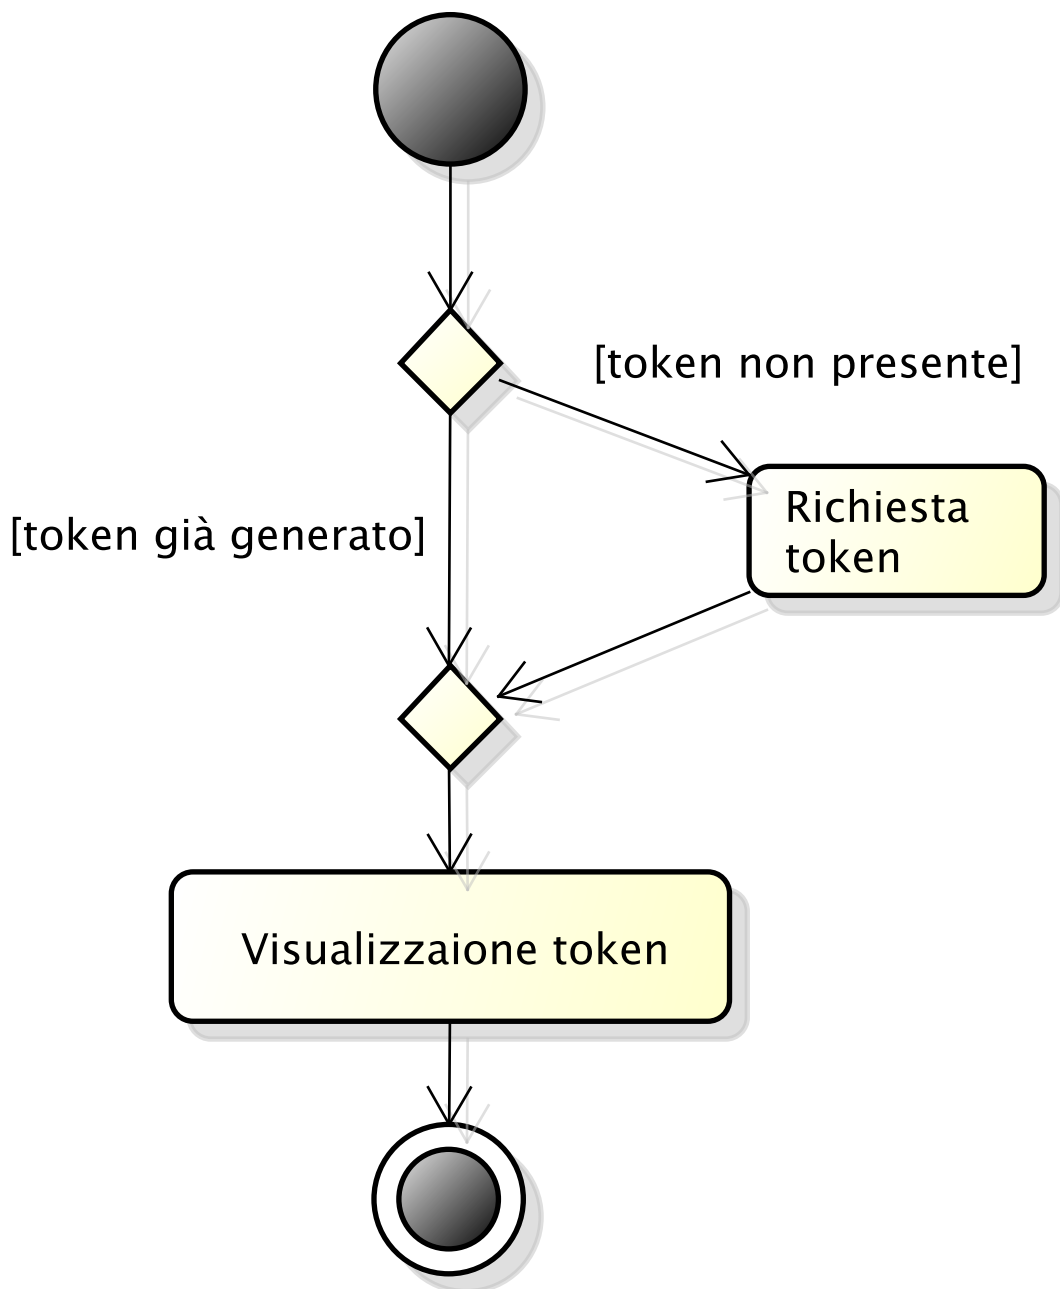 [token non presente]
Richiesta
token
[token già generato]
Visualizzaione token